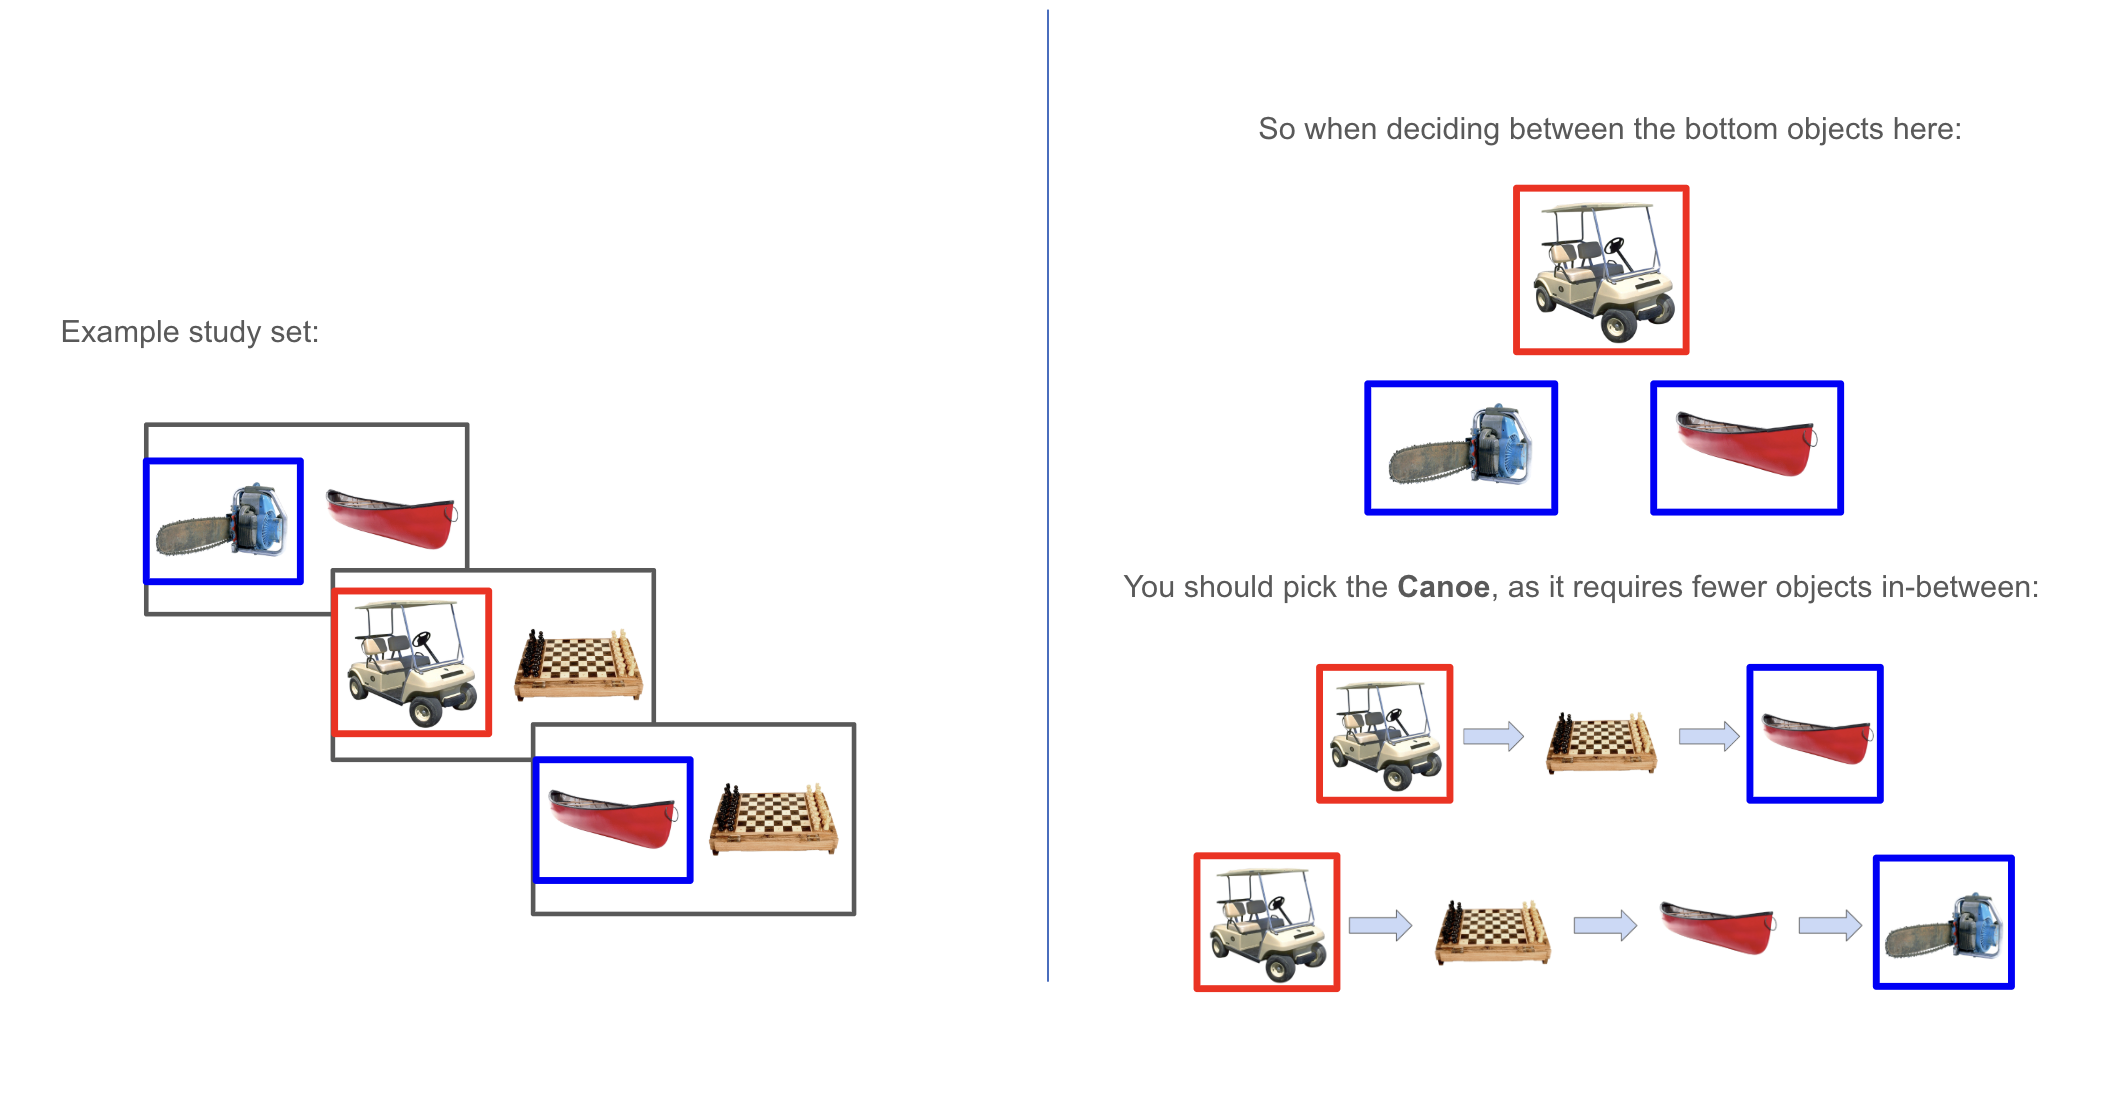 Example study set:
So when deciding between the bottom objects here:
You should pick the Canoe, as it requires fewer objects in-between: